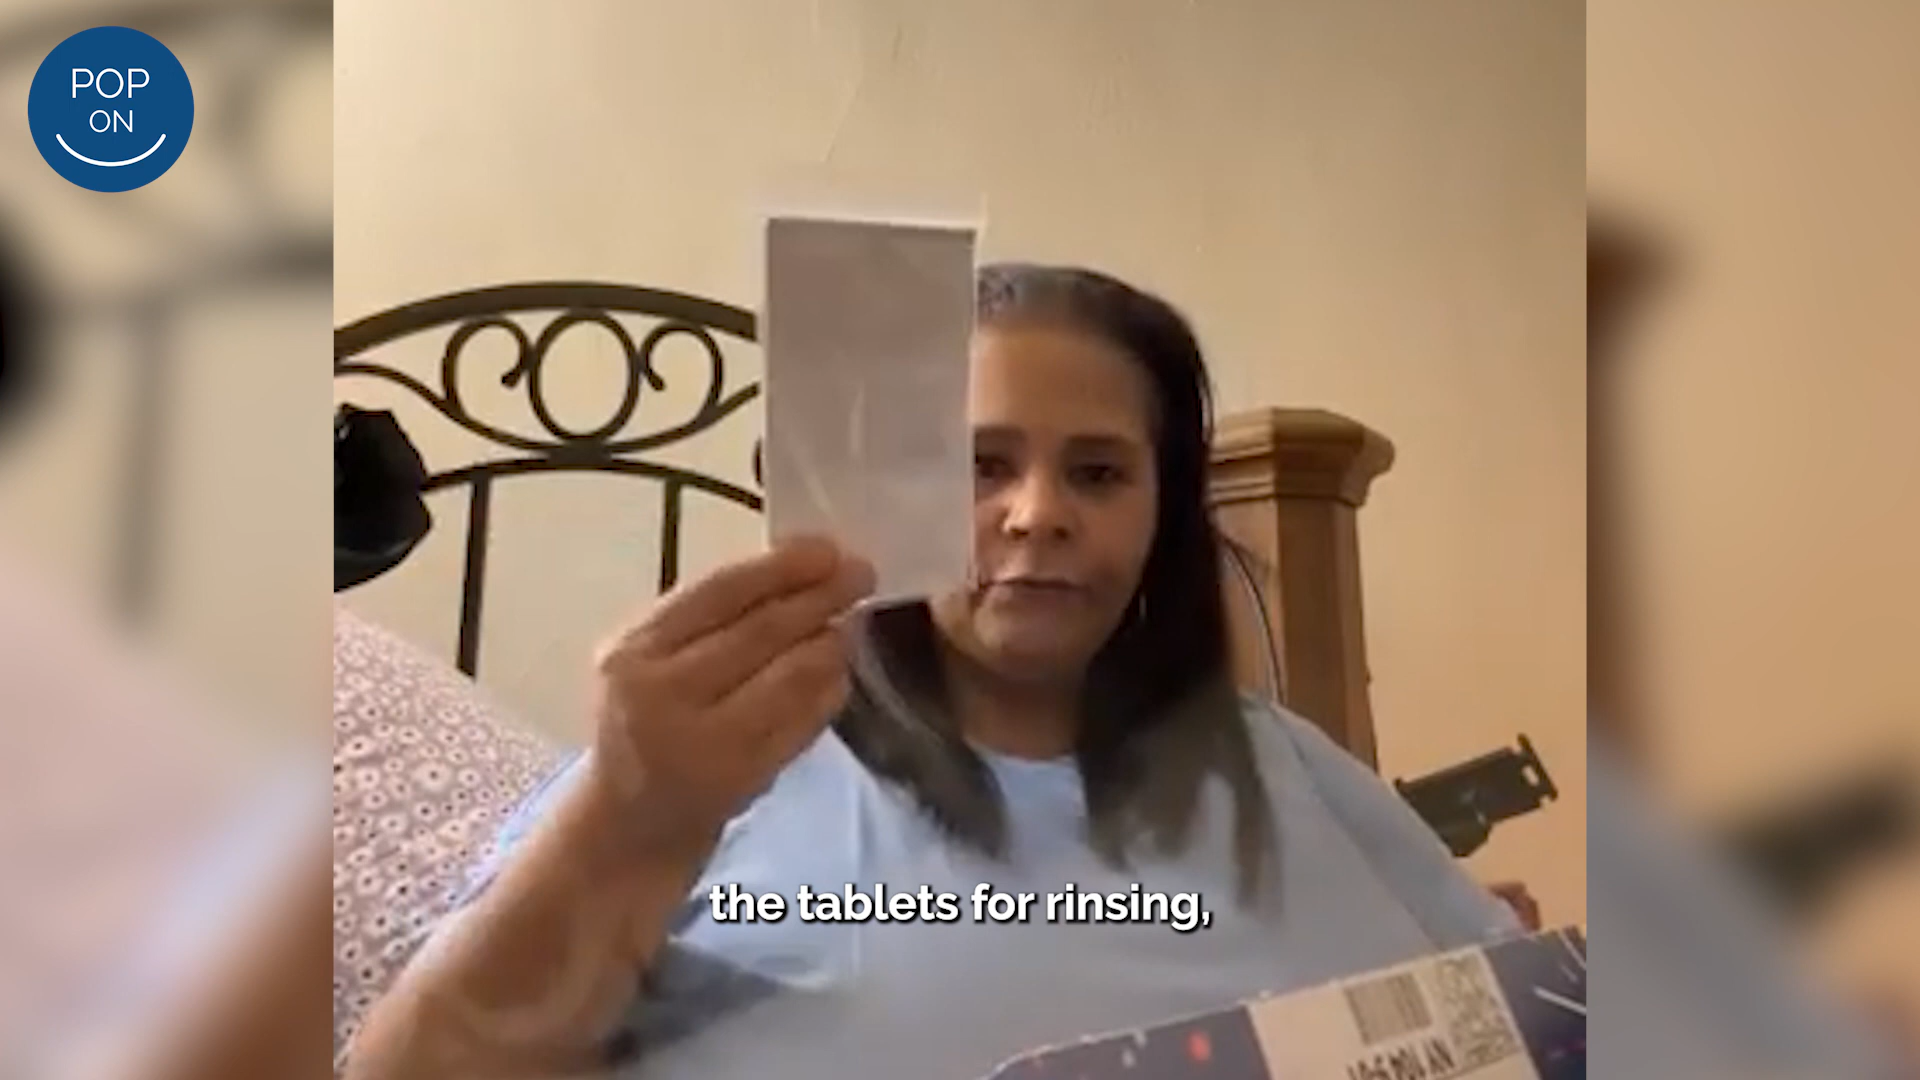 POP
ON
the tablets for rinsing,